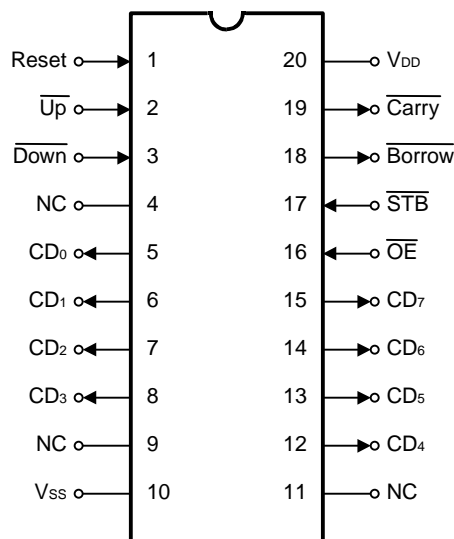 Reset 1 20 VDD
Up 2 19 Carry
Down 3 18 Borrow
NC 4 17 STB
CD0 5 16 OE
CD1 6 15 CD7
CD2 7 14 CD6
CD3 8 13 CD5
NC 9 12 CD4
VSS 10 11 NC